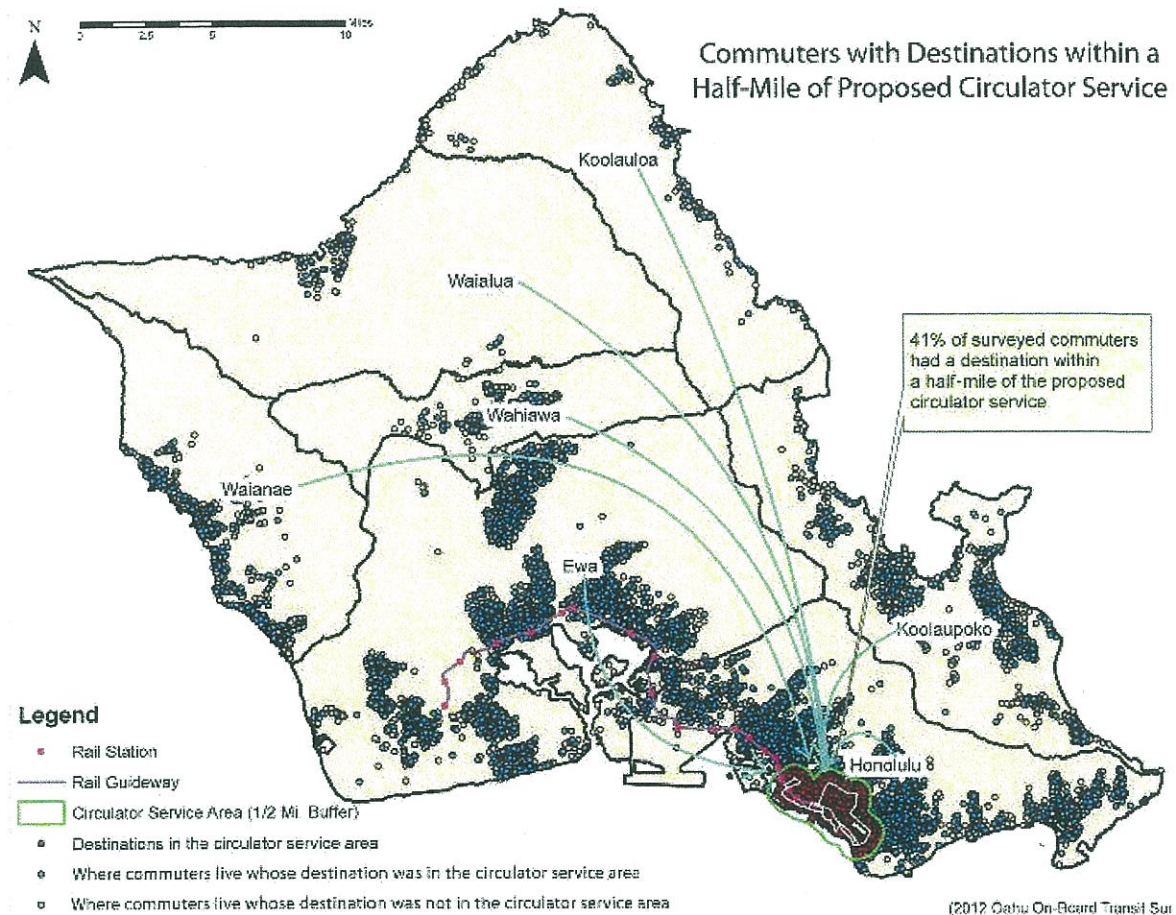 N
Miles
0 2.5 5 10
Commuters with Destinations within a
Half-Mile of Proposed Circulator Service
Koolauloa
Waialua
41% of surveyed commuters
had a destination within
a half-mile of the proposed
circulator service
Wahiawa
Waianae
Ewa
Koolaupoko
Honolulu
Legend
Rail Station
Rail Guideway
Circulator Service Area (1/2 Mi. Buffer)
Destinations in the circulator service area
Where commuters live whose destination was in the circulator service area
Where commuters live whose destination was not in the circulator service area
(2012 Oahu On-Board Transit Sur